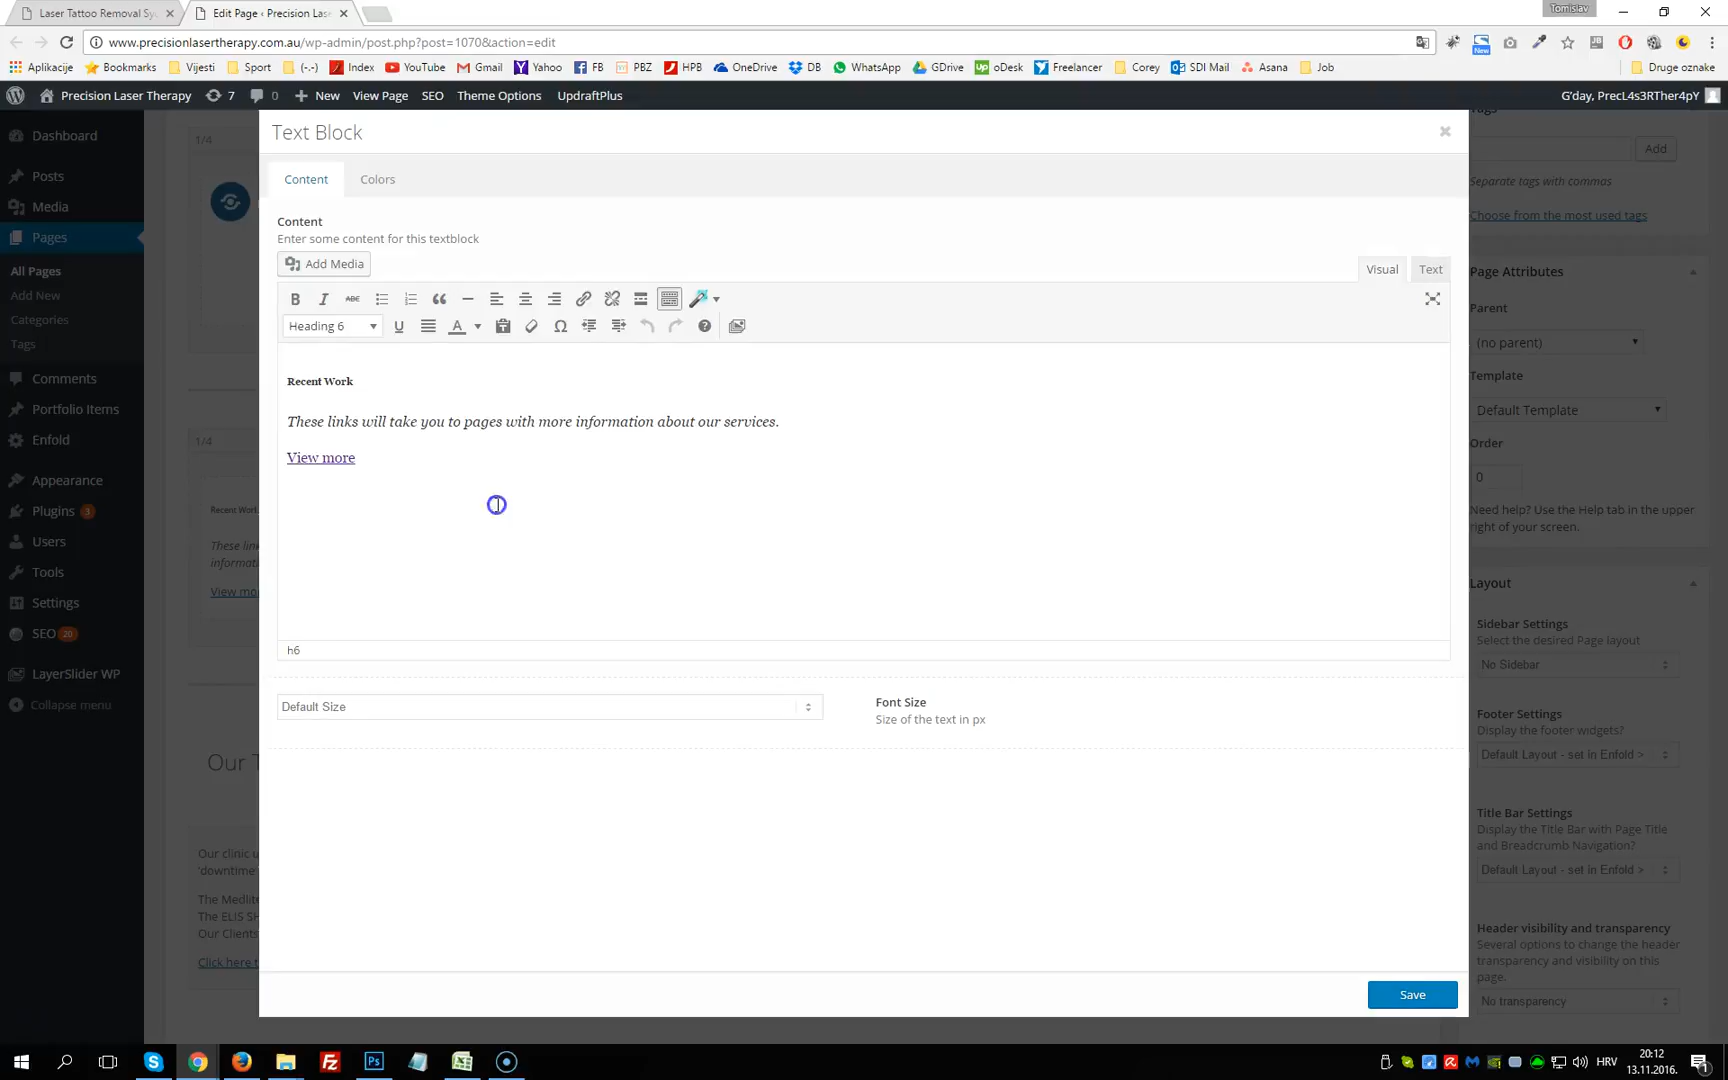 Laser Tattoo Removal Sy
Edit Page ‹ Precision Lase
Tomislav
www.precisionlasertherapy.com.au/wp-admin/post.php?post=1070&action=edit
New
Aplikacije
Bookmarks
Vijesti
Sport
(-.-)
Index
YouTube
Gmail
Yahoo
FB
PBZ
HPB
OneDrive
DB
WhatsApp
GDrive
oDesk
Freelancer
Corey
SDI Mail
Asana
Job
Druge oznake
Precision Laser Therapy
7
0
New
View Page
SEO
Theme Options
UpdraftPlus
G'day, PrecL4s3RTher4pY
Dashboard
Posts
Media
Pages
All Pages
Add New
Categories
Tags
Comments
Portfolio Items
Enfold
Appearance
Plugins 3
Users
Tools
Settings
SEO 20
LayerSlider WP
Collapse menu
1/4
1/4
Recent Work
These lin
informati
View mo
Our T
Our clinic u
'downtime
The Medlit
The ELIS SH
Our Clients
Click here t
Text Block
Content
Colors
Content
Enter some content for this textblock
Add Media
Visual
Text
B I ABC
Heading 6
U A Ω
Recent Work
These links will take you to pages with more information about our services.
View more
h6
Default Size
Font Size
Size of the text in px
Save
Tags
Add
Separate tags with commas
Choose from the most used tags
Page Attributes
Parent
(no parent)
Template
Default Template
Order
0
Need help? Use the Help tab in the upper
right of your screen.
Layout
Sidebar Settings
Select the desired Page layout
No Sidebar
Footer Settings
Display the footer widgets?
Default Layout - set in Enfold >
Title Bar Settings
Display the Title Bar with Page Title
and Breadcrumb Navigation?
Default Layout - set in Enfold >
Header visibility and transparency
Several options to change the header
transparency and visibility on this
page.
No transparency
HRV
20:12
13.11.2016.
1